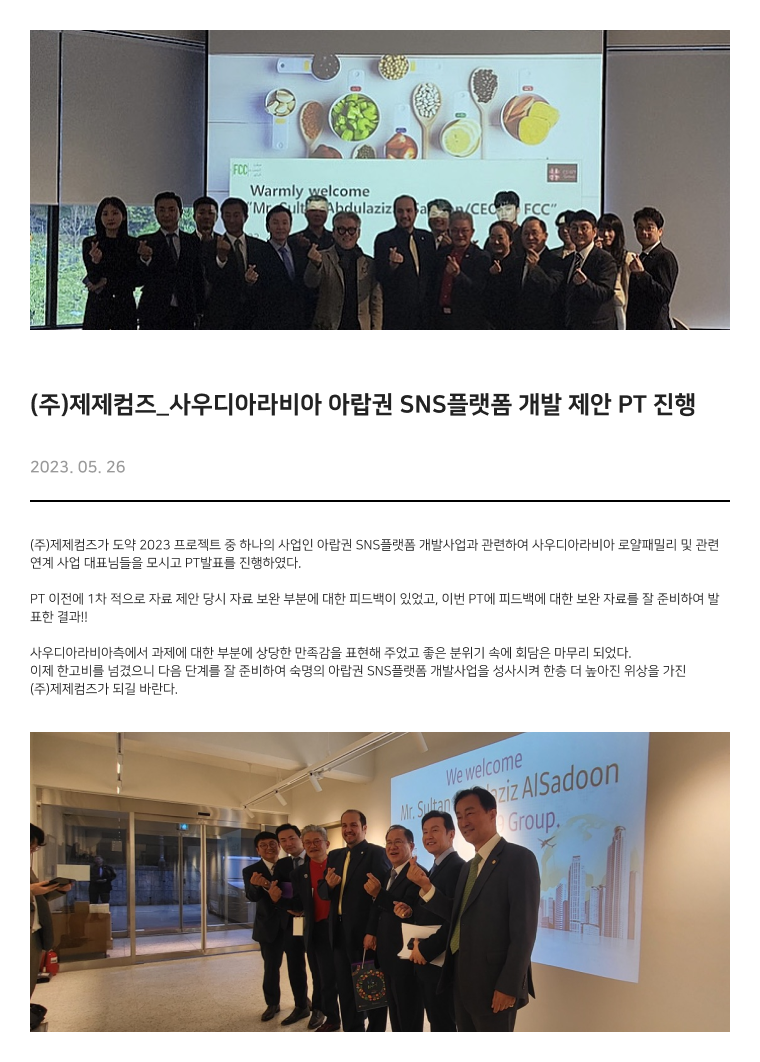 FCC
Warmly welcome
"Mr. Sultan Abdulaziz /CEO FCC"
(주)제제컴즈_사우디아라비아 아랍권 SNS플랫폼 개발 제안 PT 진행
2023. 05. 26
(주)제제컴즈가 도약 2023 프로젝트 중 하나의 사업인 아랍권 SNS플랫폼 개발사업과 관련하여 사우디아라비아 로얄패밀리 및 관련
연계 사업 대표님들을 모시고 PT발표를 진행하였다.
PT 이전에 1차 적으로 자료 제안 당시 자료 보완 부분에 대한 피드백이 있었고, 이번 PT에 피드백에 대한 보완 자료를 잘 준비하여 발
표한 결과!!
사우디아라비아측에서 과제에 대한 부분에 상당한 만족감을 표현해 주었고 좋은 분위기 속에 회담은 마무리 되었다.
이제 한고비를 넘겼으니 다음 단계를 잘 준비하여 숙명의 아랍권 SNS플랫폼 개발사업을 성사시켜 한층 더 높아진 위상을 가진
(주)제제컴즈가 되길 바란다.
We welcome
Mr. Sultan aziz AlSadoon
Group.